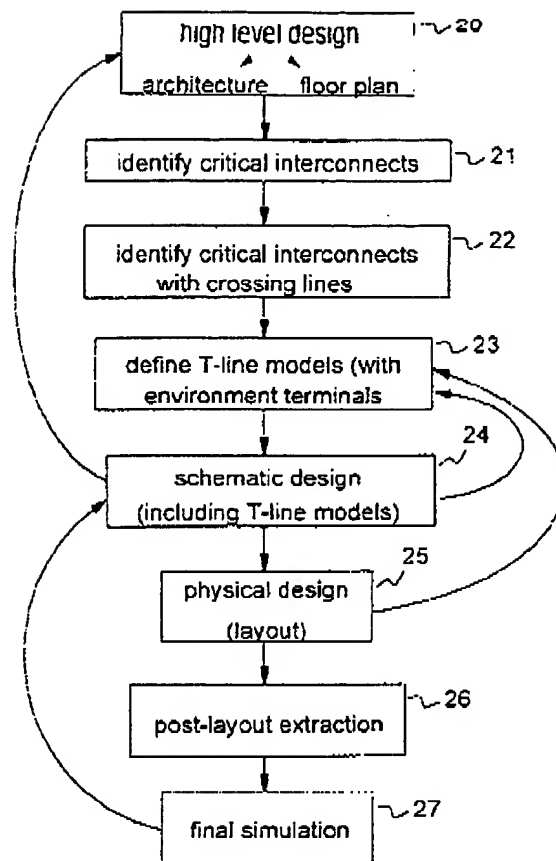 high level design
20
architecture floor plan
identify critical interconnects
21
identify critical interconnects
with crossing lines
22
define T-line models (with
environment terminals
23
schematic design
(including T-line models)
24
physical design
(layout)
25
post-layout extraction
26
final simulation
27